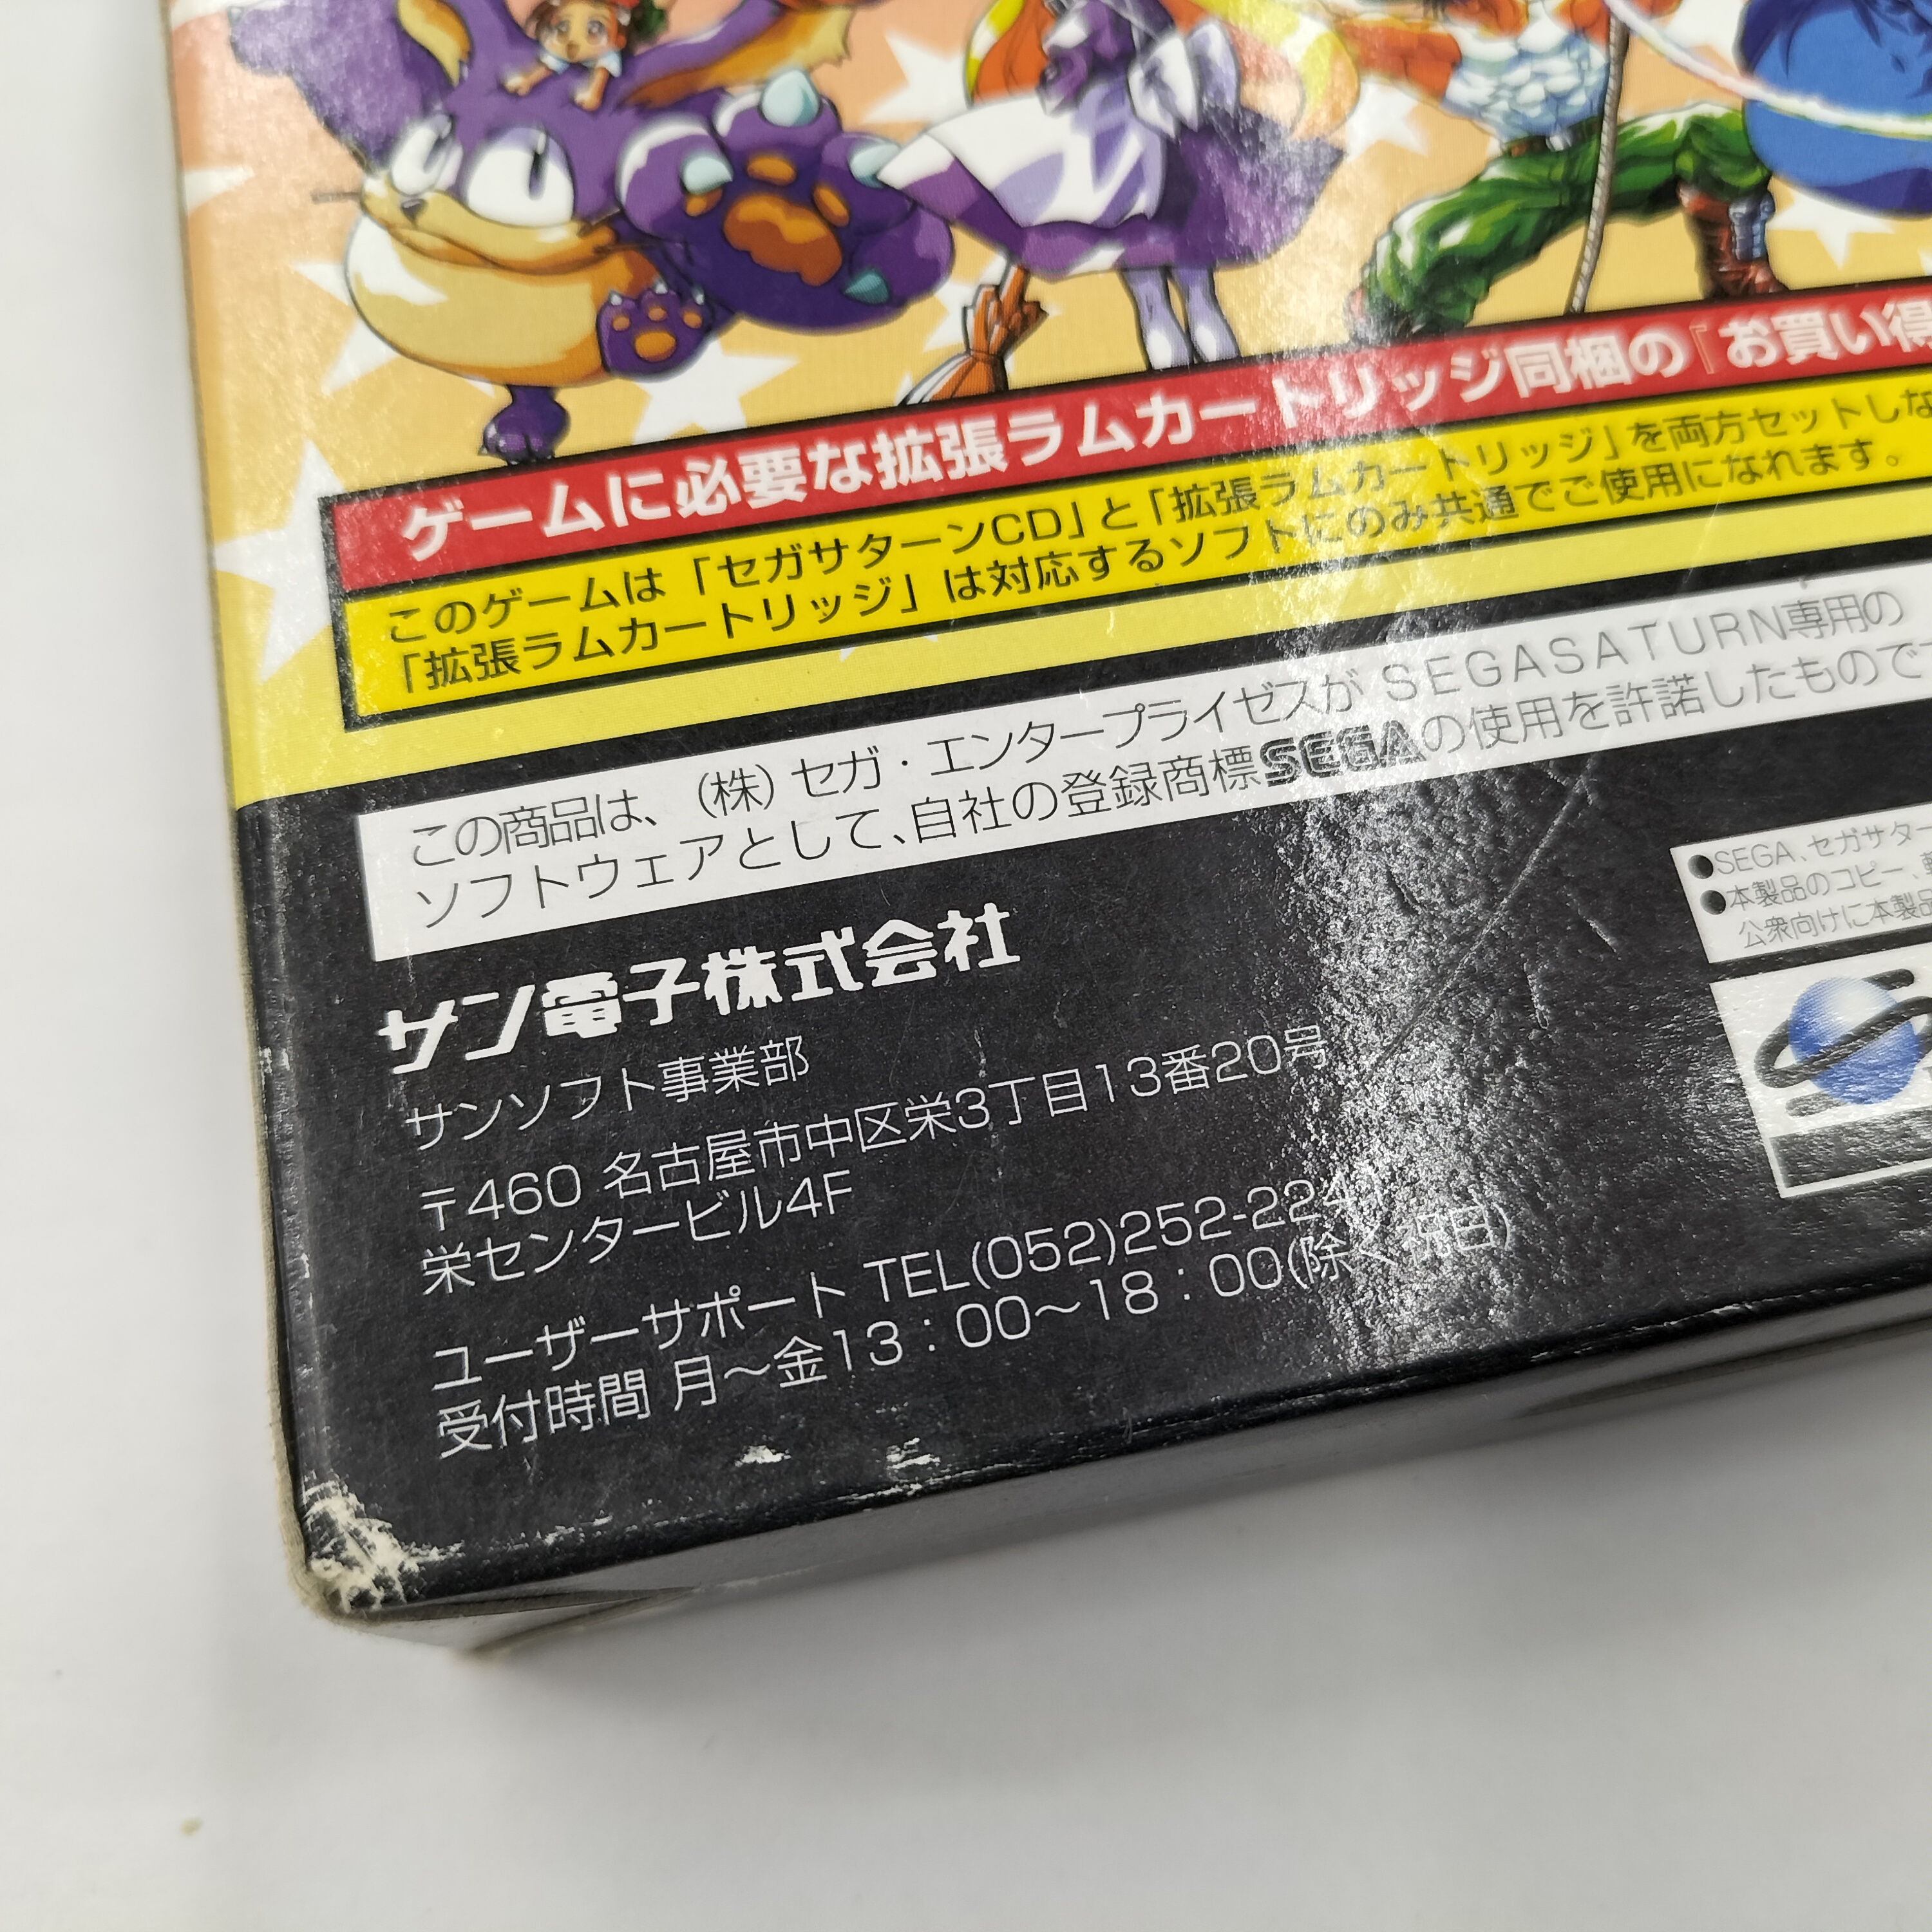 ゲームに必要な拡張ラムカートリッジ同梱の『お買い得
このゲームは「セガサターンCD」と「拡張ラムカートリッジ」を両方セットしな
「拡張ラムカートリッジ」は対応するソフトにのみ共通でご使用になれます。
この商品は、(株)セガ・エンタープライゼスが SEGASATURN専用の
ソフトウェアとして、自社の登録商標SEGAの使用を許諾したもので
サン電子株式会社
サンソフト事業部
〒460 名古屋市中区栄3丁目13番20号
栄センタービル4F
ユーザーサポート TEL(052)252-224
受付時間 月～金13：00～18：00(除く祝日)
●SEGA、セガサター
●本製品のコピー、
公衆向けに本製品